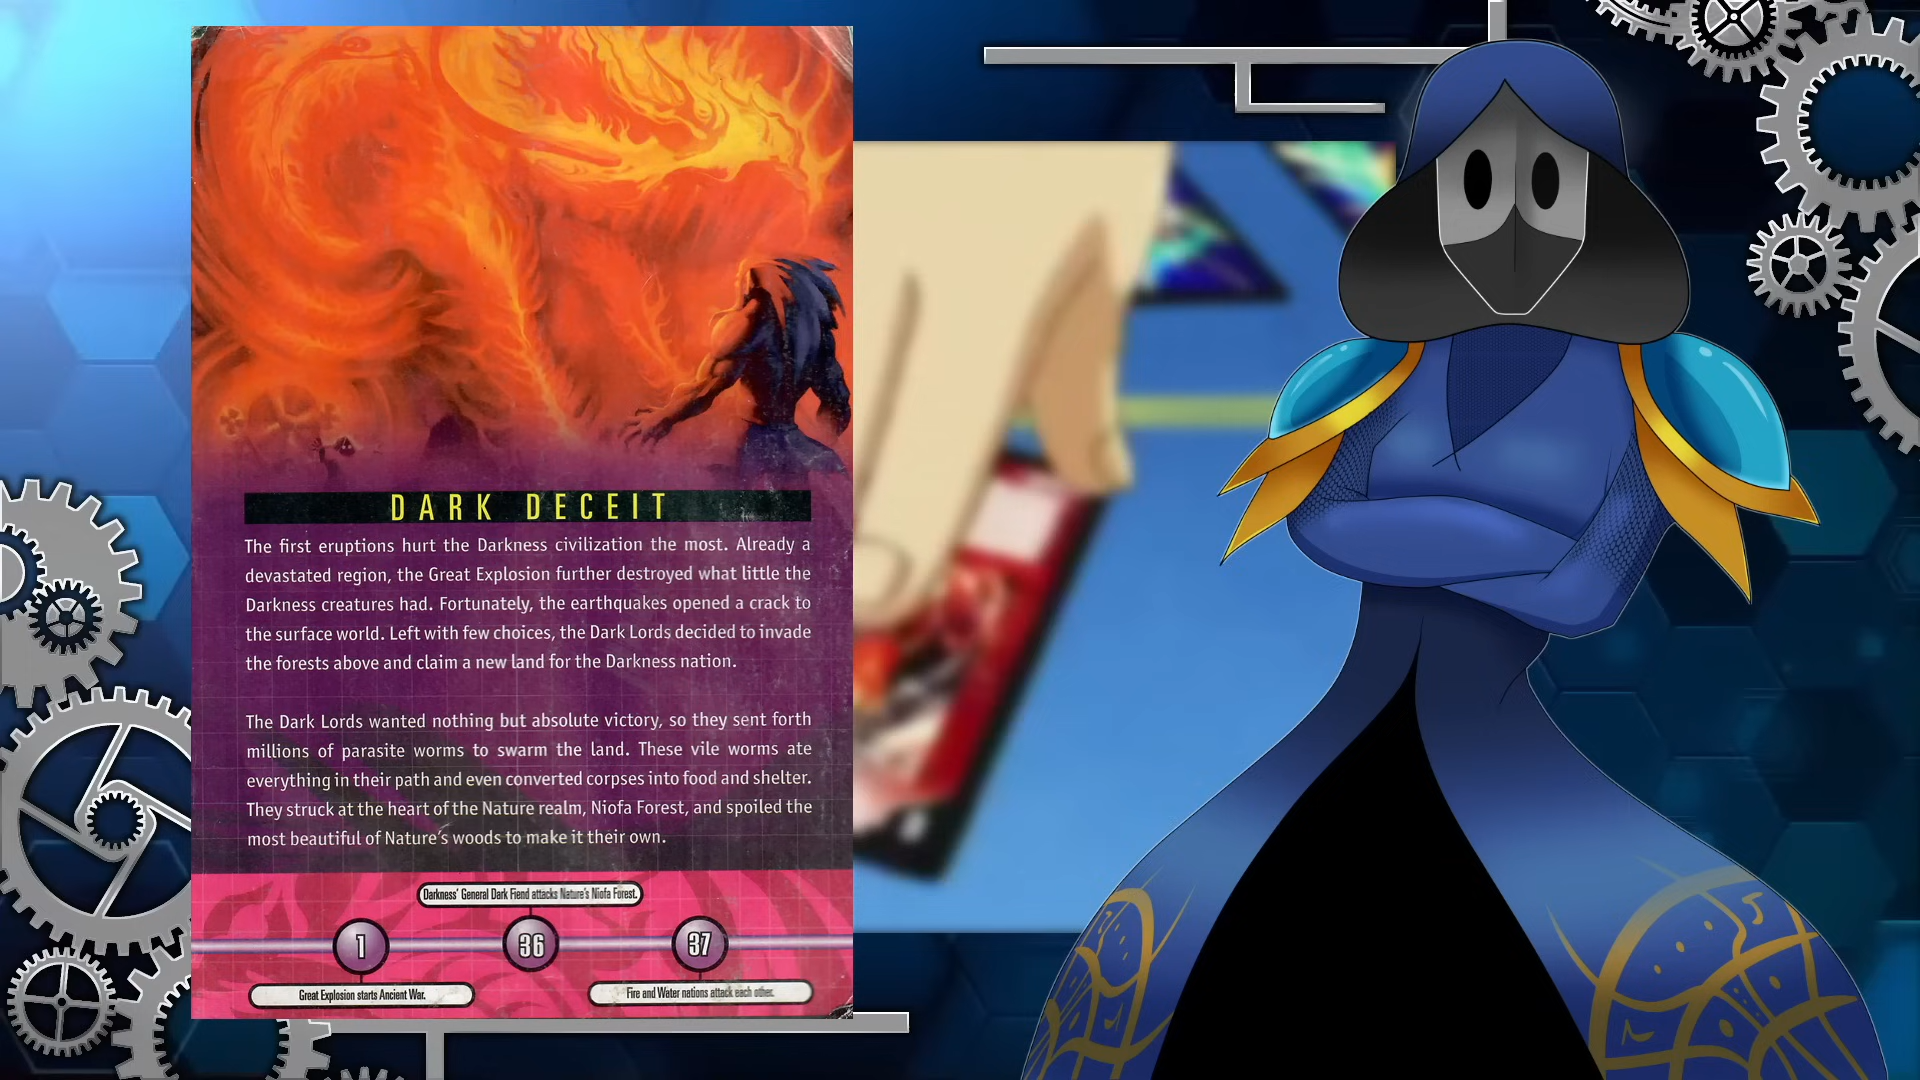 DARK DECEIT
The first eruptions hurt the Darkness civilization the most. Already a
devastated region, the Great Explosion further destroyed what little the
Darkness creatures had. Fortunately, the earthquakes opened a crack to
the surface world. Left with few choices, the Dark Lords decided to invade
the forests above and claim a new land for the Darkness nation.
The Dark Lords wanted nothing but absolute victory, so they sent forth
millions of parasite worms to swarm the land. These vile worms ate
everything in their path and even converted corpses into food and shelter.
They struck at the heart of the Nature realm, Niofa Forest, and spoiled the
most beautiful of Nature's woods to make it their own.
Darkness' General Dark Fiend attacks Nature's Niofa Forest.
1 36 37
Great Explosion starts Ancient War. Fire and Water nations attack each other.